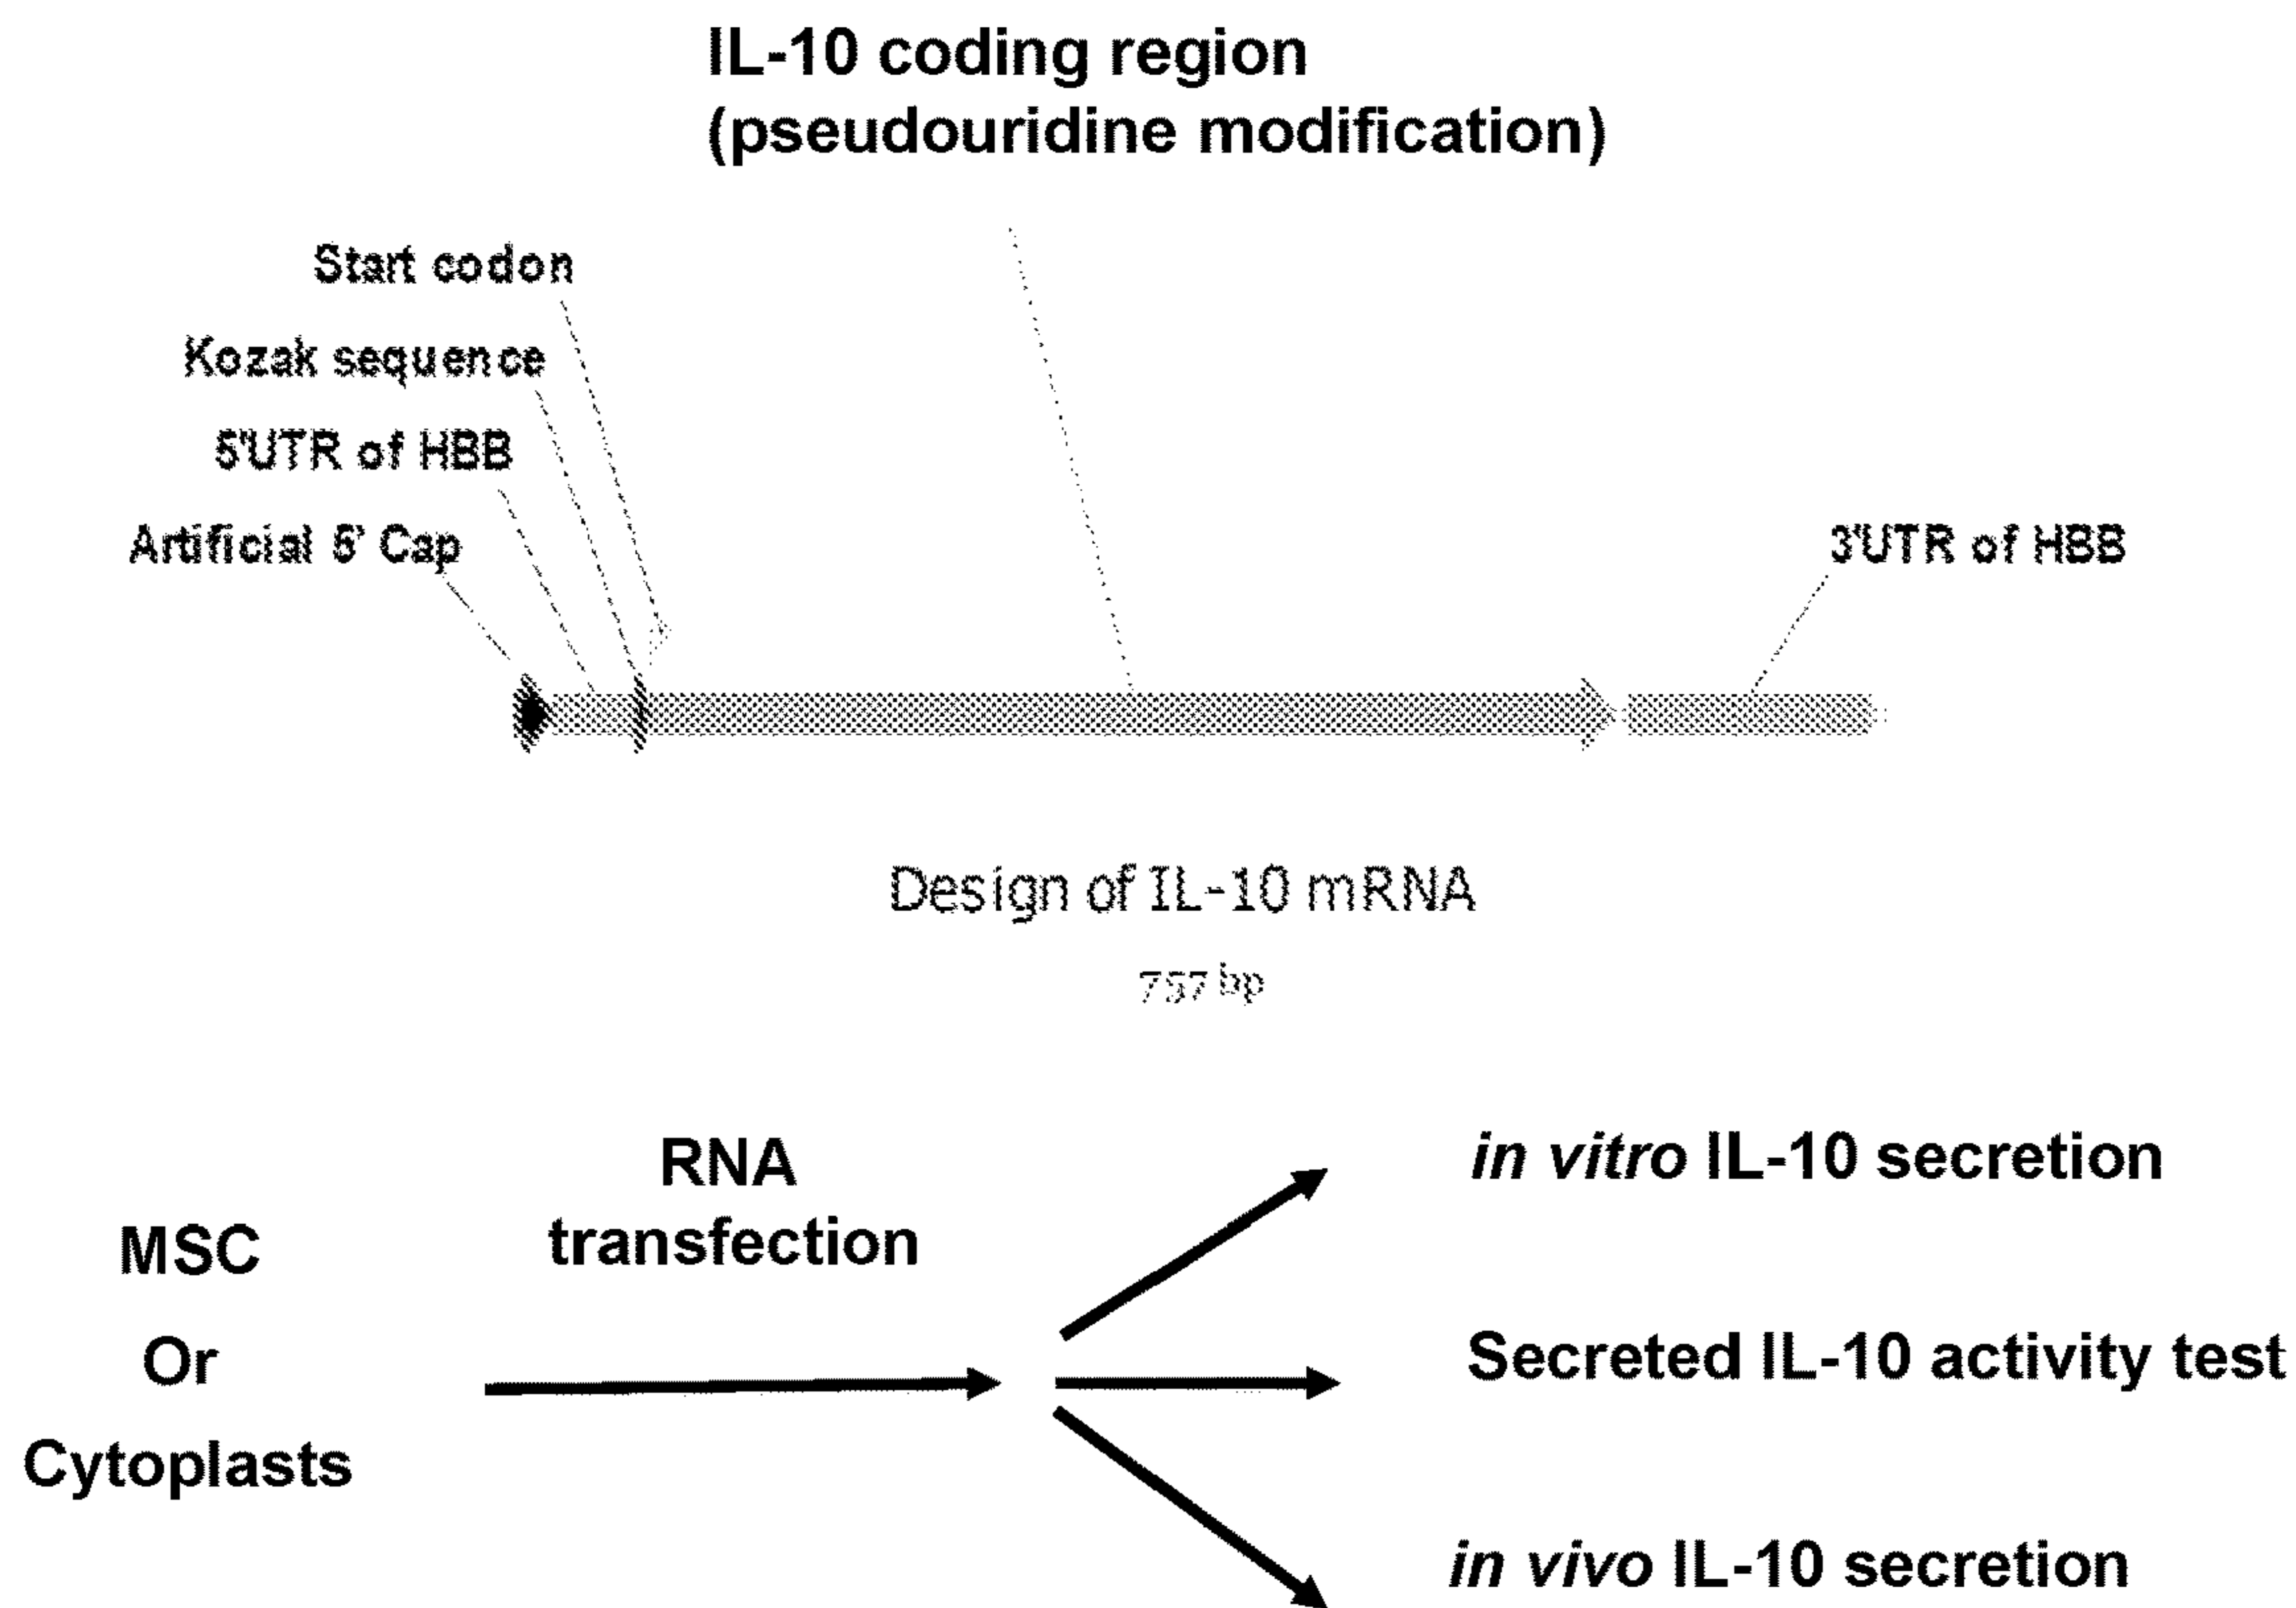 IL-10 coding region
(pseudouridine modification)
Start codon
Kozak sequence
5'UTR of HBB
Artificial 5' Cap
3'UTR of HBB
Design of IL-10 mRNA
757 bp
RNA
transfection
MSC
Or
Cytoplasts
in vitro IL-10 secretion
Secreted IL-10 activity test
in vivo IL-10 secretion